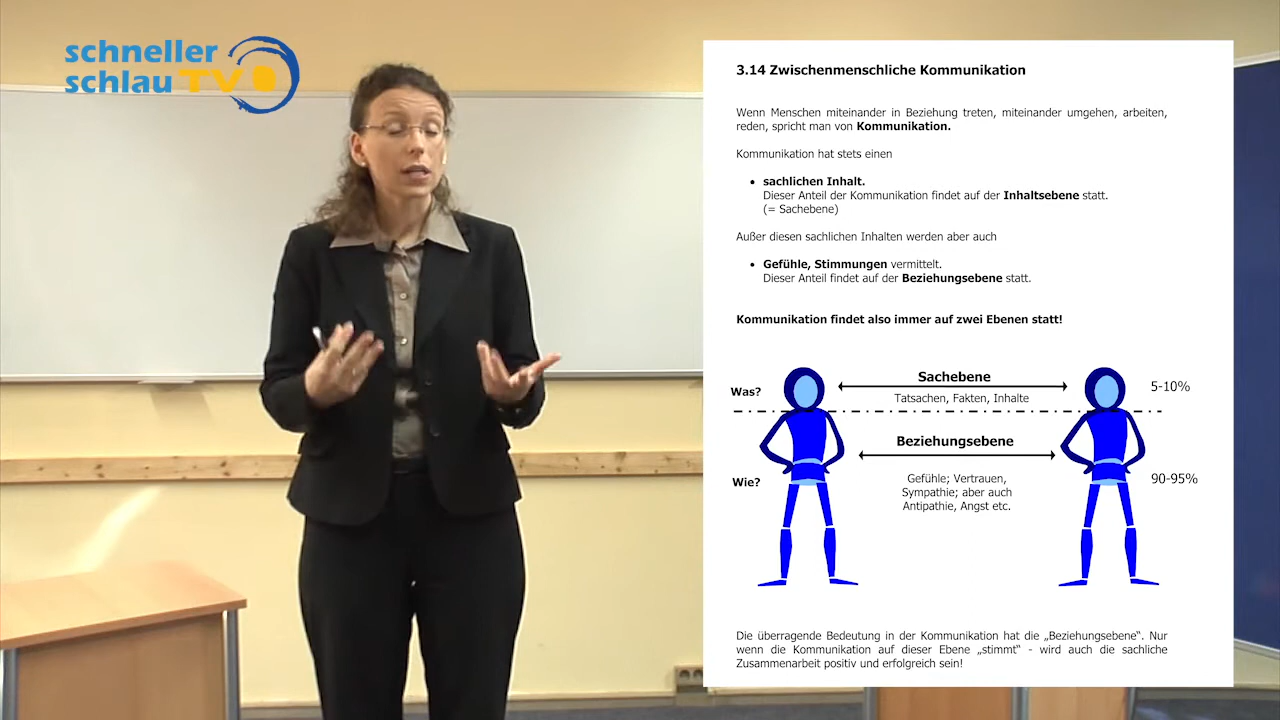 schneller
schlau TV
3.14 Zwischenmenschliche Kommunikation
Wenn Menschen miteinander in Beziehung treten, miteinander umgehen, arbeiten,
reden, spricht man von Kommunikation.
Kommunikation hat stets einen
• sachlichen Inhalt.
Dieser Anteil der Kommunikation findet auf der Inhaltsebene statt.
(= Sachebene)
Außer diesen sachlichen Inhalten werden aber auch
• Gefühle, Stimmungen vermittelt.
Dieser Anteil findet auf der Beziehungsebene statt.
Kommunikation findet also immer auf zwei Ebenen statt!
Was?
Sachebene
Tatsachen, Fakten, Inhalte
5-10%
Beziehungsebene
Wie?
Gefühle; Vertrauen,
Sympathie; aber auch
Antipathie, Angst etc.
90-95%
Die überragende Bedeutung in der Kommunikation hat die „Beziehungsebene“. Nur
wenn die Kommunikation auf dieser Ebene „stimmt“ - wird auch die sachliche
Zusammenarbeit positiv und erfolgreich sein!